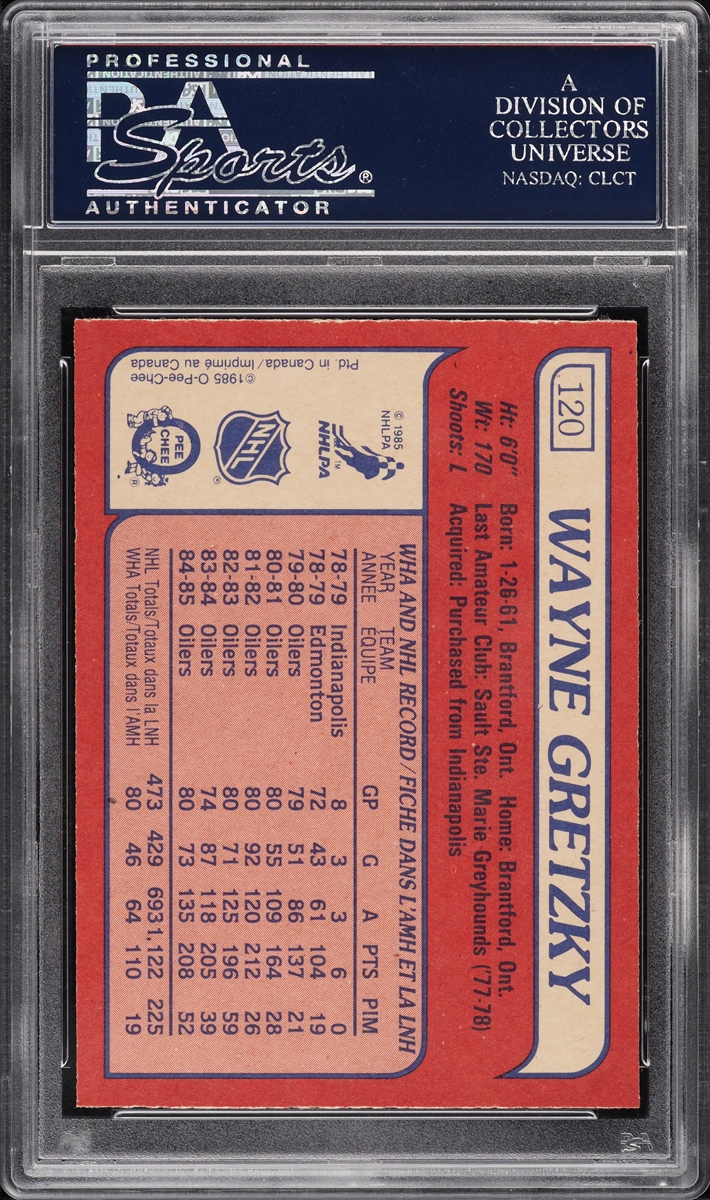 PROFESSIONAL
PSA
Sports®
AUTHENTICATOR
A
DIVISION OF
COLLECTORS
UNIVERSE
NASDAQ: CLCT
120
WAYNE GRETZKY
Ht: 6'0" Born: 1-26-61, Brantford, Ont. Home: Brantford, Ont.
Wt: 170 Last Amateur Club: Sault Ste. Marie Greyhounds ('77-78)
Shoots: L Acquired: Purchased from Indianapolis
© 1985
NHLPA
NHLPA™
NHL®
O
PEE
CHEE®
©1985 O-Pee-Chee
Ptd. in Canada/Imprimé au Canada
WHA AND NHL RECORD/FICHE DANS L'AMH ET LA LNH
YEAR TEAM
ANNEE ÉQUIPE GP G A PTS PIM
78-79 Indianapolis 8 3 3 6 0
78-79 Edmonton 72 43 61 104 19
79-80 Oilers 79 51 86 137 21
80-81 Oilers 80 55 109 164 28
81-82 Oilers 80 92 120 212 26
82-83 Oilers 80 71 125 196 59
83-84 Oilers 74 87 118 205 39
84-85 Oilers 80 73 135 208 52
NHL Totals/Totaux dans la LNH 473 429 693 1,122 225
WHA Totals/Totaux dans l'AMH 80 46 64 110 19
PSA